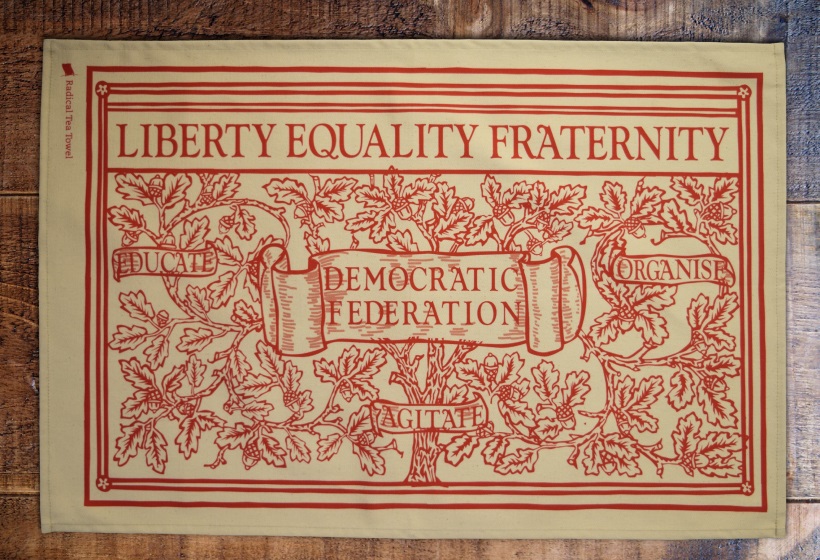 Radical Tea Towel
LIBERTY EQUALITY FRATERNITY
EDUCATE
DEMOCRATIC
FEDERATION
ORGANISE
AGITATE